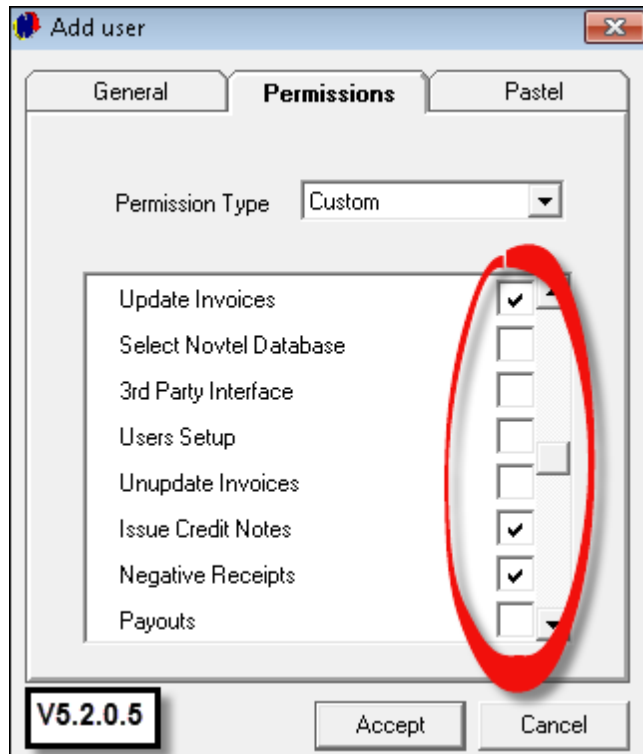 Add user
General Permissions Pastel
Permission Type Custom
Update Invoices
Select Novtel Database
3rd Party Interface
Users Setup
Unupdate Invoices
Issue Credit Notes
Negative Receipts
Payouts
V5.2.0.5 Accept Cancel